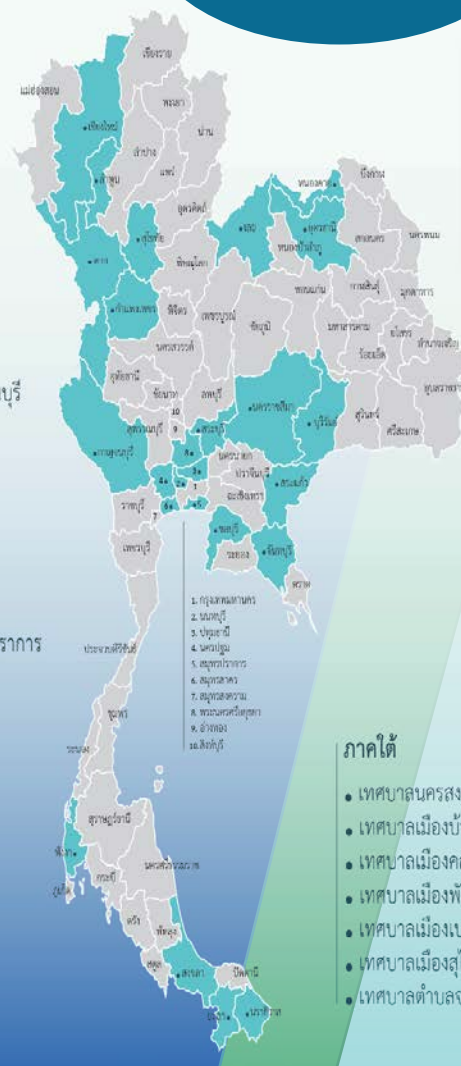 เชียงราย
แม่ฮ่องสอน
พะเยา
เชียงใหม่
น่าน
ลำปาง
ลำพูน
แพร่
บึงกาฬ
หนองคาย
อุตรดิตถ์
เลย
อุดรธานี
สุโขทัย
สกลนคร
นครพนม
หนองบัวลำภู
ตาก
พิษณุโลก
ขอนแก่น
กาฬสินธุ์
มุกดาหาร
กำแพงเพชร
พิจิตร
เพชรบูรณ์
ชัยภูมิ
มหาสารคาม
ยโสธร
อำนาจเจริญ
ร้อยเอ็ด
นครสวรรค์
อุทัยธานี
อุบลราชธานี
ชัยนาท
ลพบุรี
นครราชสีมา
บุรีรัมย์
สุรินทร์
ศรีสะเกษ
10
สุพรรณบุรี
9
สระบุรี
8
นครนายก
กาญจนบุรี
ปราจีนบุรี
3
สระแก้ว
4
2
1
ฉะเชิงเทรา
ราชบุรี
6
5
7
ชลบุรี
จันทบุรี
ระยอง
เพชรบุรี
ตราด
1. กรุงเทพมหานคร
2. นนทบุรี
3. ปทุมธานี
4. นครปฐม
5. สมุทรปราการ
6. สมุทรสาคร
7. สมุทรสงคราม
8. พระนครศรีอยุธยา
9. อ่างทอง
10. สิงห์บุรี
ราการ
ประจวบคีรีขันธ์
ชุมพร
ระนอง
สุราษฎร์ธานี
พังงา
นครศรีธรรมราช
กระบี่
ภูเก็ต
ตรัง
พัทลุง
สตูล
สงขลา
ปัตตานี
ยะลา
นราธิวาส
ภาคใต้
• เทศบาลนครสง
• เทศบาลเมืองบ้
• เทศบาลเมืองค
• เทศบาลเมืองพั
• เทศบาลเมืองเบ
• เทศบาลเมืองสุ
• เทศบาลตำบลจ